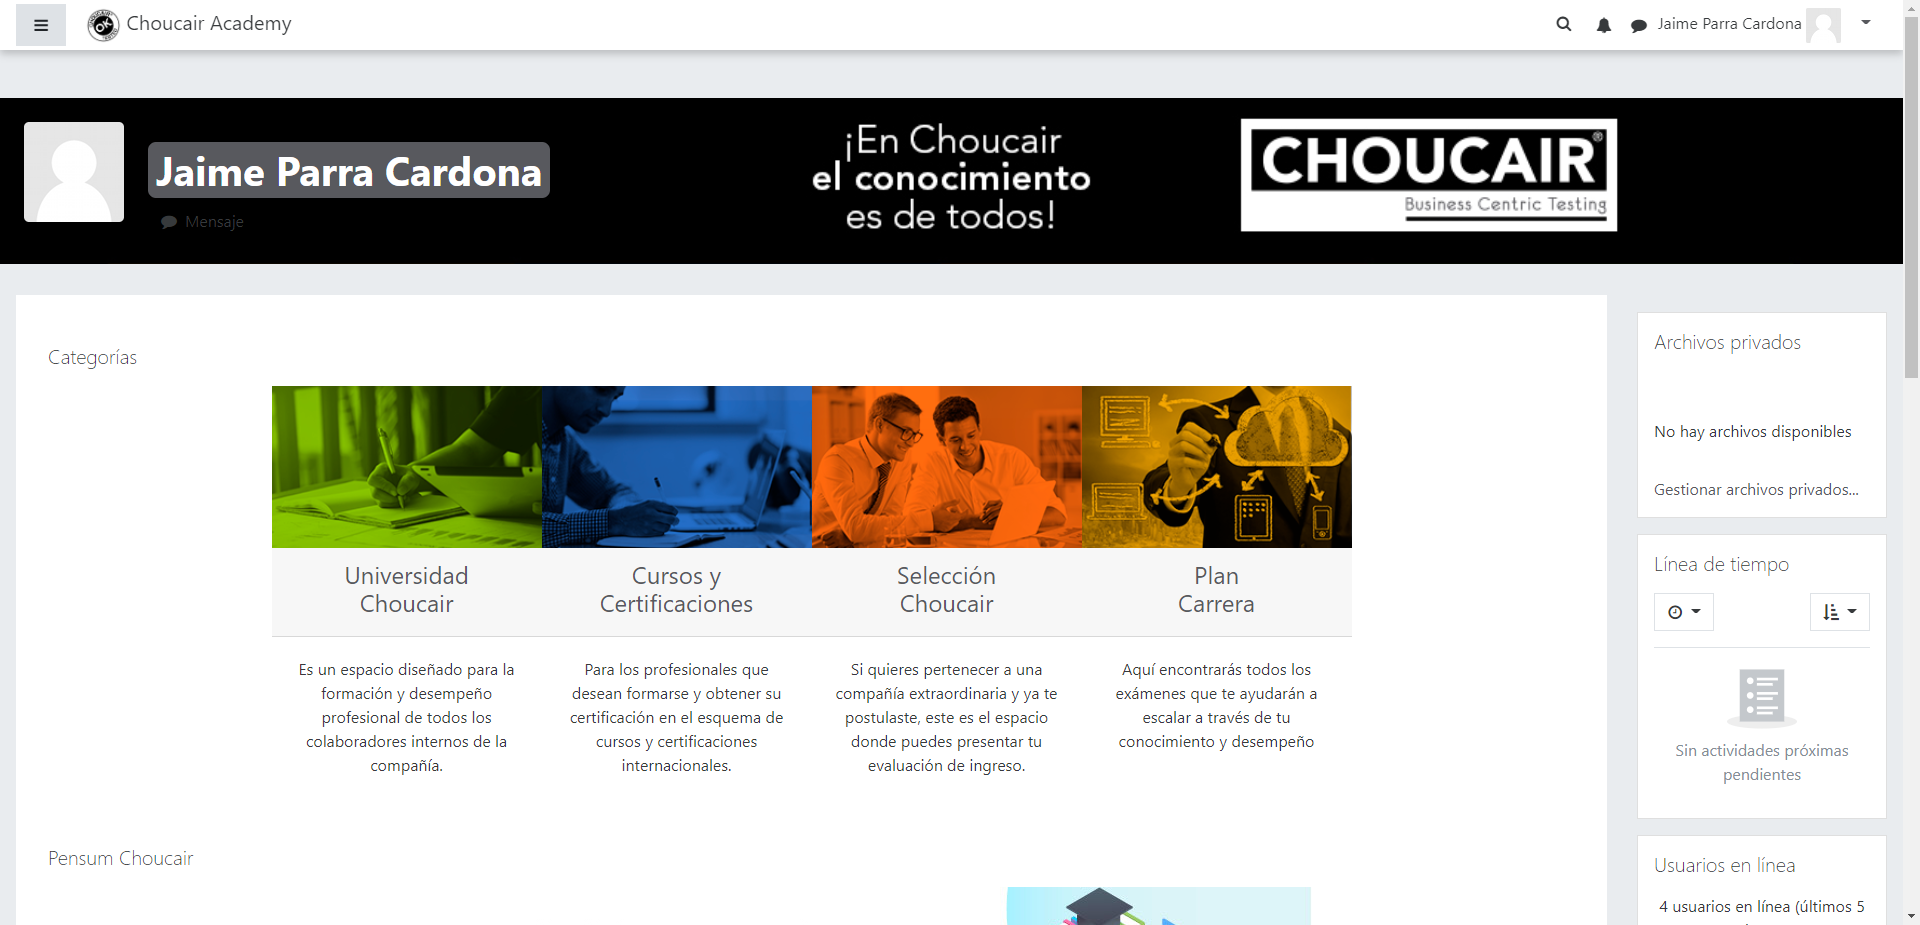 Choucair Academy
Jaime Parra Cardona
Jaime Parra Cardona
Mensaje
¡En Choucair
el conocimiento
es de todos!
CHOUCAIR®
Business Centric Testing
Categorías
Universidad
Choucair
Es un espacio diseñado para la
formación y desempeño
profesional de todos los
colaboradores internos de la
compañía.
Cursos y
Certificaciones
Para los profesionales que
desean formarse y obtener su
certificación en el esquema de
cursos y certificaciones
internacionales.
Selección
Choucair
Si quieres pertenecer a una
compañía extraordinaria y ya te
postulaste, este es el espacio
donde puedes presentar tu
evaluación de ingreso.
Plan
Carrera
Aquí encontrarás todos los
exámenes que te ayudarán a
escalar a través de tu
conocimiento y desempeño
Pensum Choucair
Archivos privados
No hay archivos disponibles
Gestionar archivos privados...
Línea de tiempo
Sin actividades próximas
pendientes
Usuarios en línea
4 usuarios en línea (últimos 5